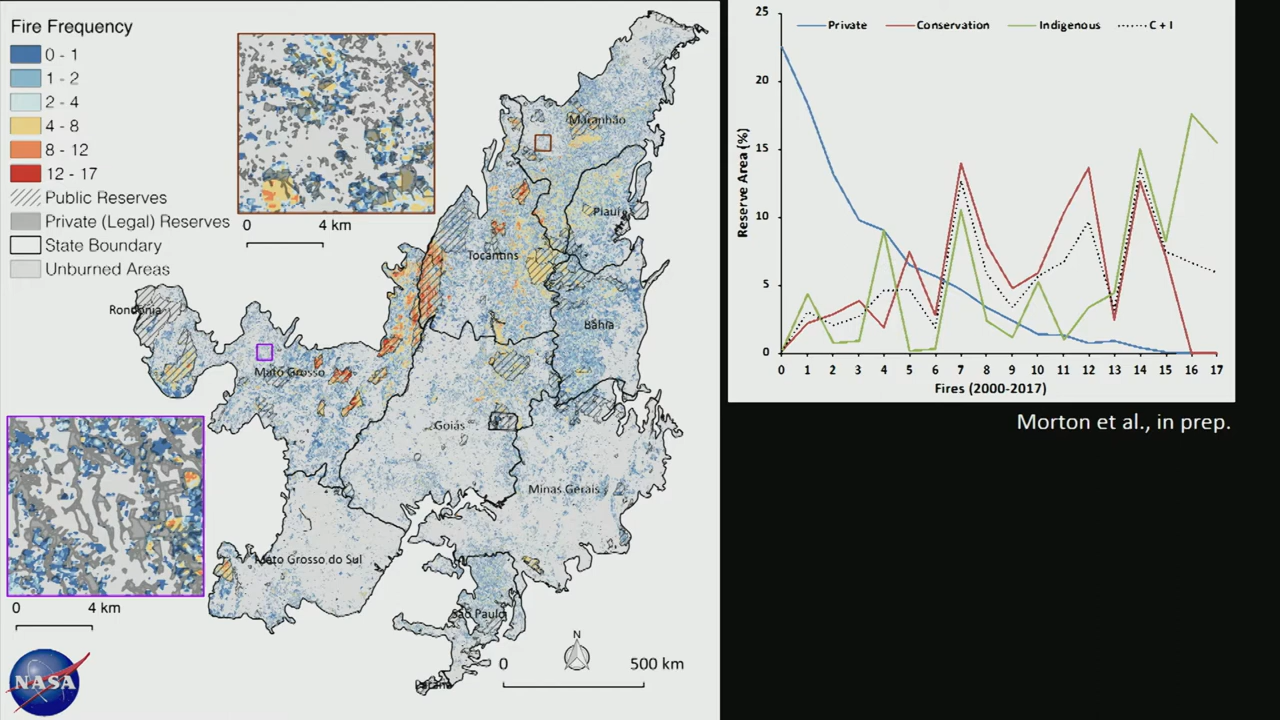 Fire Frequency
0 - 1
1 - 2
2 - 4
4 - 8
8 - 12
12 - 17
Public Reserves
Private (Legal) Reserves
State Boundary
Unburned Areas
0 4 km
Maranhão
Piauí
Tocantins
Rondônia
Bahia
Mato Grosso
Goiás
Minas Gerais
Mato Grosso do Sul
São Paulo
Paraná
0 4 km
NASA
N
0 500 km
Private Conservation Indigenous C + I
Reserve Area (%)
25
20
15
10
5
0
0 1 2 3 4 5 6 7 8 9 10 11 12 13 14 15 16 17
Fires (2000-2017)
Morton et al., in prep.